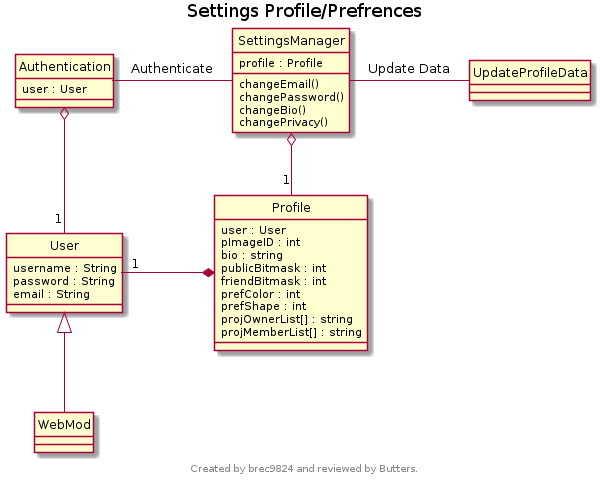 Settings Profile/Prefrences
SettingsManager
profile : Profile
changeEmail()
changePassword()
changeBio()
changePrivacy()
Authentication
user : User
Authenticate
Update Data
UpdateProfileData
1
1
Profile
user : User
pImageID : int
bio : string
publicBitmask : int
friendBitmask : int
prefColor : int
prefShape : int
projOwnerList[] : string
projMemberList[] : string
User
username : String
password : String
email : String
1
WebMod
Created by brec9824 and reviewed by Butters.